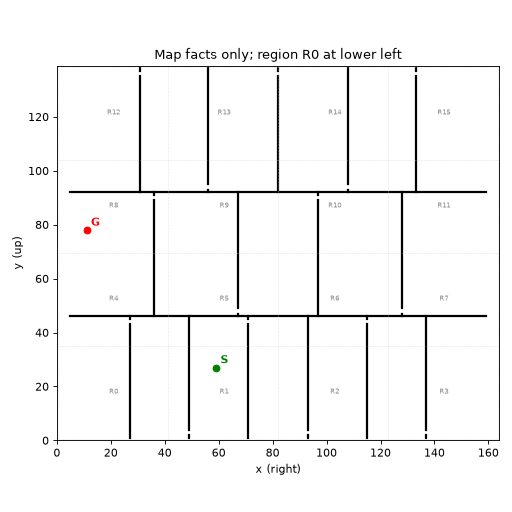 Map facts only; region R0 at lower left
R12 R13 R14 R15
R8 R9 R10 R11
G
R4 R5 R6 R7
S
R0 R1 R2 R3
y (up)
120
100
80
60
40
20
0
0 20 40 60 80 100 120 140 160
x (right)